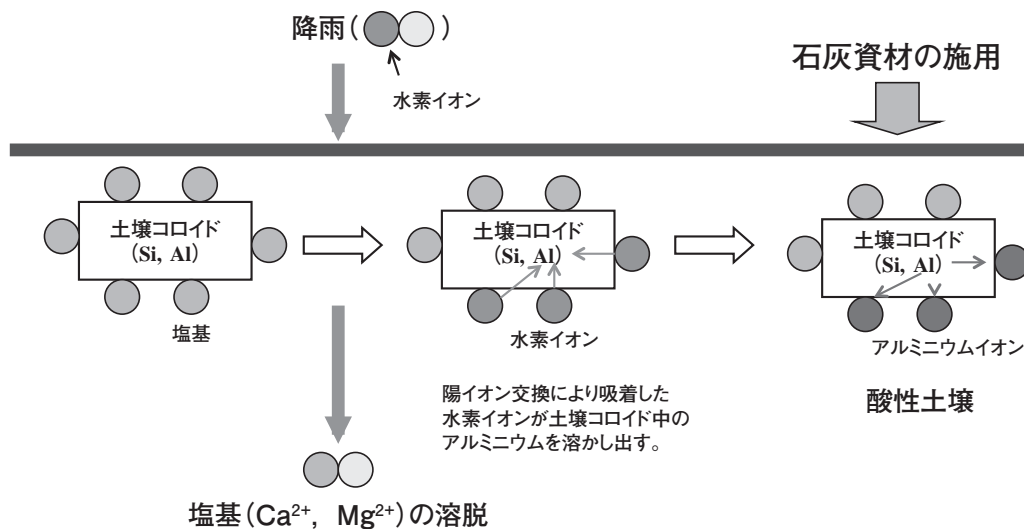 降雨( )
水素イオン
石灰資材の施用
土壌コロイド
(Si, Al)
塩基
土壌コロイド
(Si, Al)
水素イオン
土壌コロイド
(Si, Al)
アルミニウムイオン
陽イオン交換により吸着した
水素イオンが土壌コロイド中の
アルミニウムを溶かし出す。
酸性土壌
塩基(Ca²⁺, Mg²⁺)の溶脱